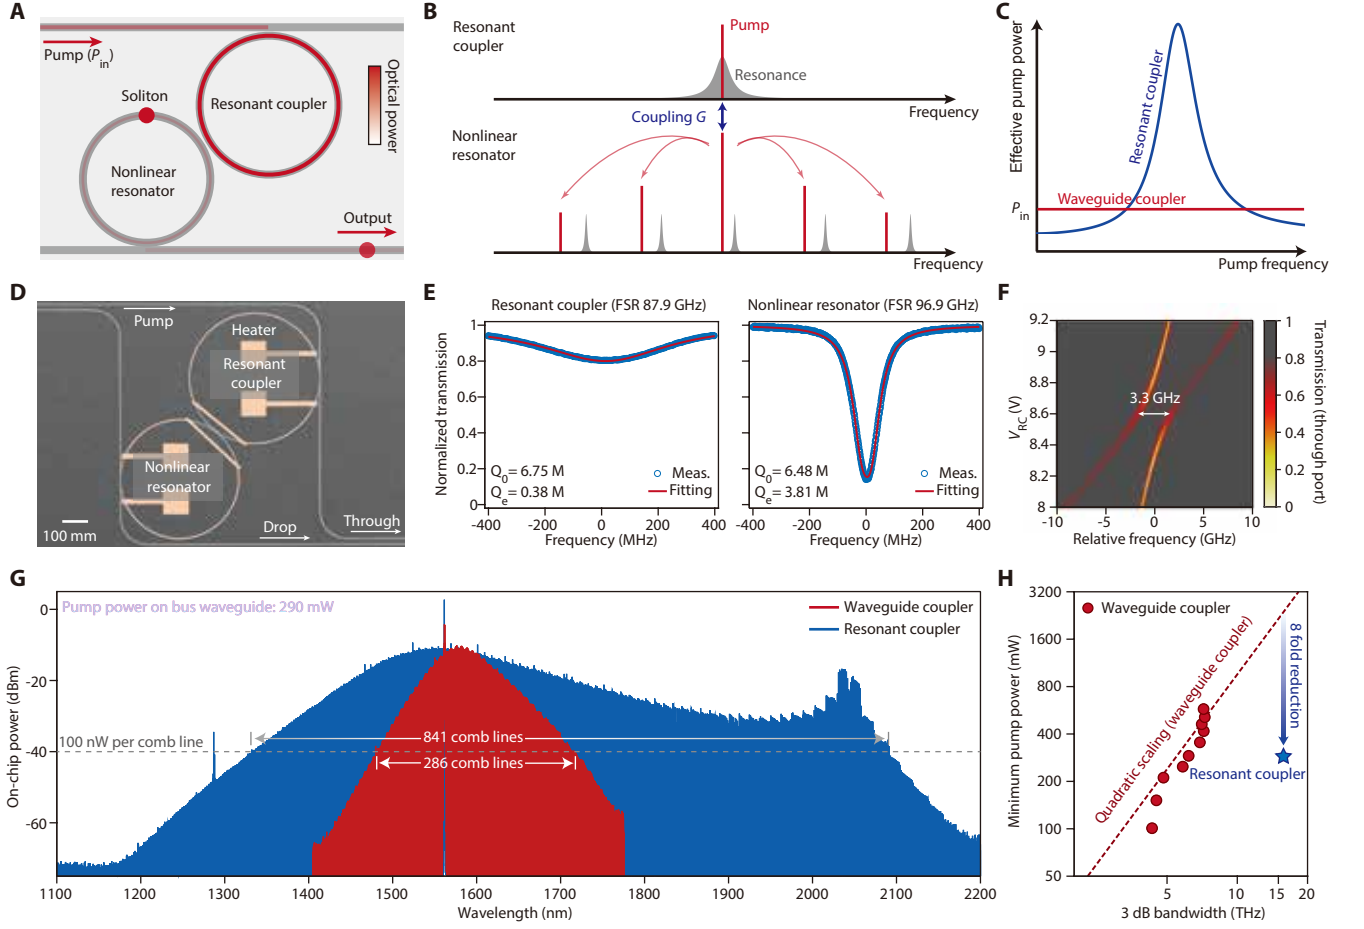 A
Pump (Pin)
Soliton
Resonant coupler
Optical power
Nonlinear
resonator
Output
B
Resonant
coupler
Pump
Resonance
Frequency
Coupling G
Nonlinear
resonator
Frequency
C
Effective pump power
Resonant coupler
Waveguide coupler
Pin
Pump frequency
D
Pump
Heater
Resonant
coupler
Nonlinear
resonator
100 mm
Drop
Through
E
Resonant coupler (FSR 87.9 GHz)
Nonlinear resonator (FSR 96.9 GHz)
Normalized transmission
1
0.8
0.6
0.4
0.2
0
Q0 = 6.75 M
Qe = 0.38 M
Meas.
Fitting
Q0 = 6.48 M
Qe = 3.81 M
Meas.
Fitting
-400 -200 0 200 400
-400 -200 0 200 400
Frequency (MHz)
Frequency (MHz)
F
VRC (V)
9.2
9
8.8
8.6
8.4
8.2
8
3.3 GHz
-10 -5 0 5 10
Relative frequency (GHz)
1
0.8
0.6
0.4
0.2
0
Transmission (through port)
G
Pump power on bus waveguide: 290 mW
Waveguide coupler
Resonant coupler
On-chip power (dBm)
0
-20
-40
-60
100 nW per comb line
841 comb lines
286 comb lines
1100 1200 1300 1400 1500 1600 1700 1800 1900 2000 2100 2200
Wavelength (nm)
H
Minimum pump power (mW)
3200
1600
800
400
200
100
50
Waveguide coupler
Quadratic scaling (waveguide coupler)
8 fold reduction
Resonant coupler
5 10 15 20
3 dB bandwidth (THz)